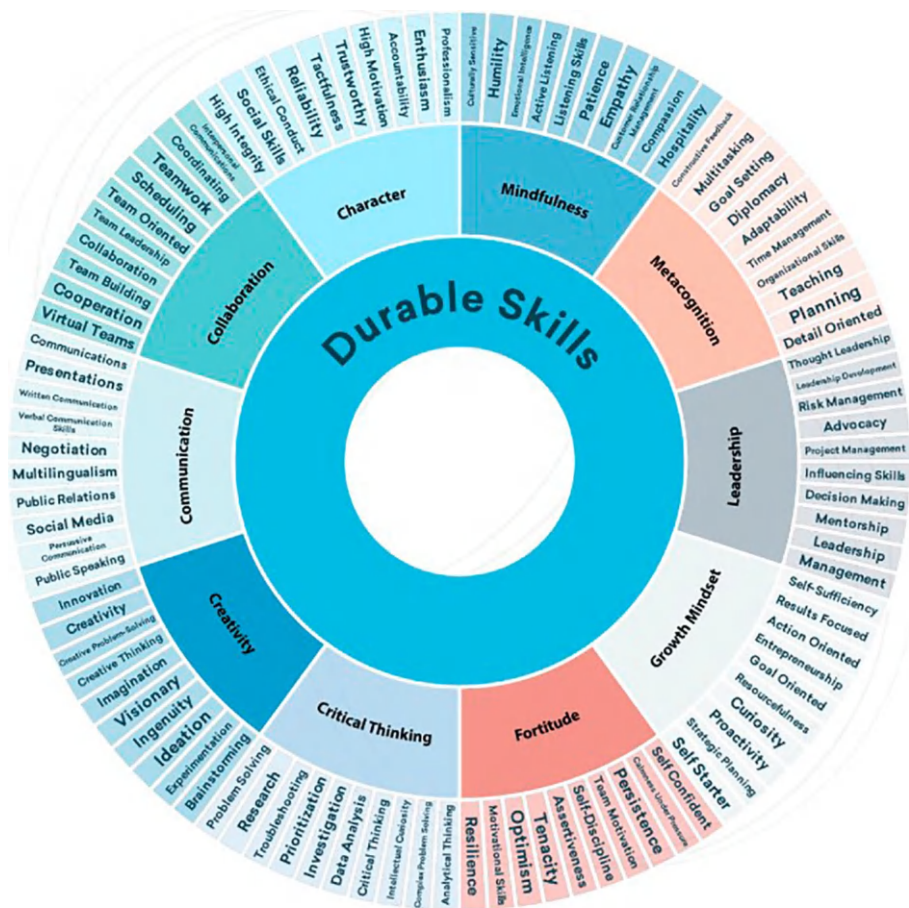 Durable Skills
Character
High Integrity
Social Skills
Ethical Conduct
Reliability
Tactfulness
Trustworthy
High Motivation
Accountability
Enthusiasm
Professionalism
Mindfulness
Culturally Sensitive
Humility
Emotional Intelligence
Active Listening
Listening Skills
Patience
Empathy
Customer Relationship
Management
Compassion
Hospitality
Metacognition
Constructive Feedback
Multitasking
Goal Setting
Diplomacy
Adaptability
Time Management
Organizational Skills
Teaching
Planning
Detail Oriented
Leadership
Thought Leadership
Leadership Development
Risk Management
Advocacy
Project Management
Influencing Skills
Decision Making
Mentorship
Leadership
Management
Growth Mindset
Self-Sufficiency
Results Focused
Action Oriented
Entrepreneurship
Goal Oriented
Resourcefulness
Curiosity
Proactivity
Strategic Planning
Self Starter
Fortitude
Self Confident
Calmness Under Pressure
Persistence
Team Motivation
Self-Discipline
Assertiveness
Tenacity
Optimism
Motivational Skills
Resilience
Critical Thinking
Analytical Thinking
Complex Problem Solving
Intellectual Curiosity
Critical Thinking
Data Analysis
Investigation
Prioritization
Troubleshooting
Research
Problem Solving
Creativity
Brainstorming
Experimentation
Ideation
Ingenuity
Visionary
Imagination
Creative Thinking
Creative Problem-Solving
Creativity
Innovation
Communication
Public Speaking
Persuasive
Communication
Social Media
Public Relations
Multilingualism
Negotiation
Verbal Communication
Skills
Written Communication
Presentations
Communications
Collaboration
Virtual Teams
Cooperation
Team Building
Collaboration
Team Leadership
Team Oriented
Scheduling
Teamwork
Coordinating
Interpersonal
Communications